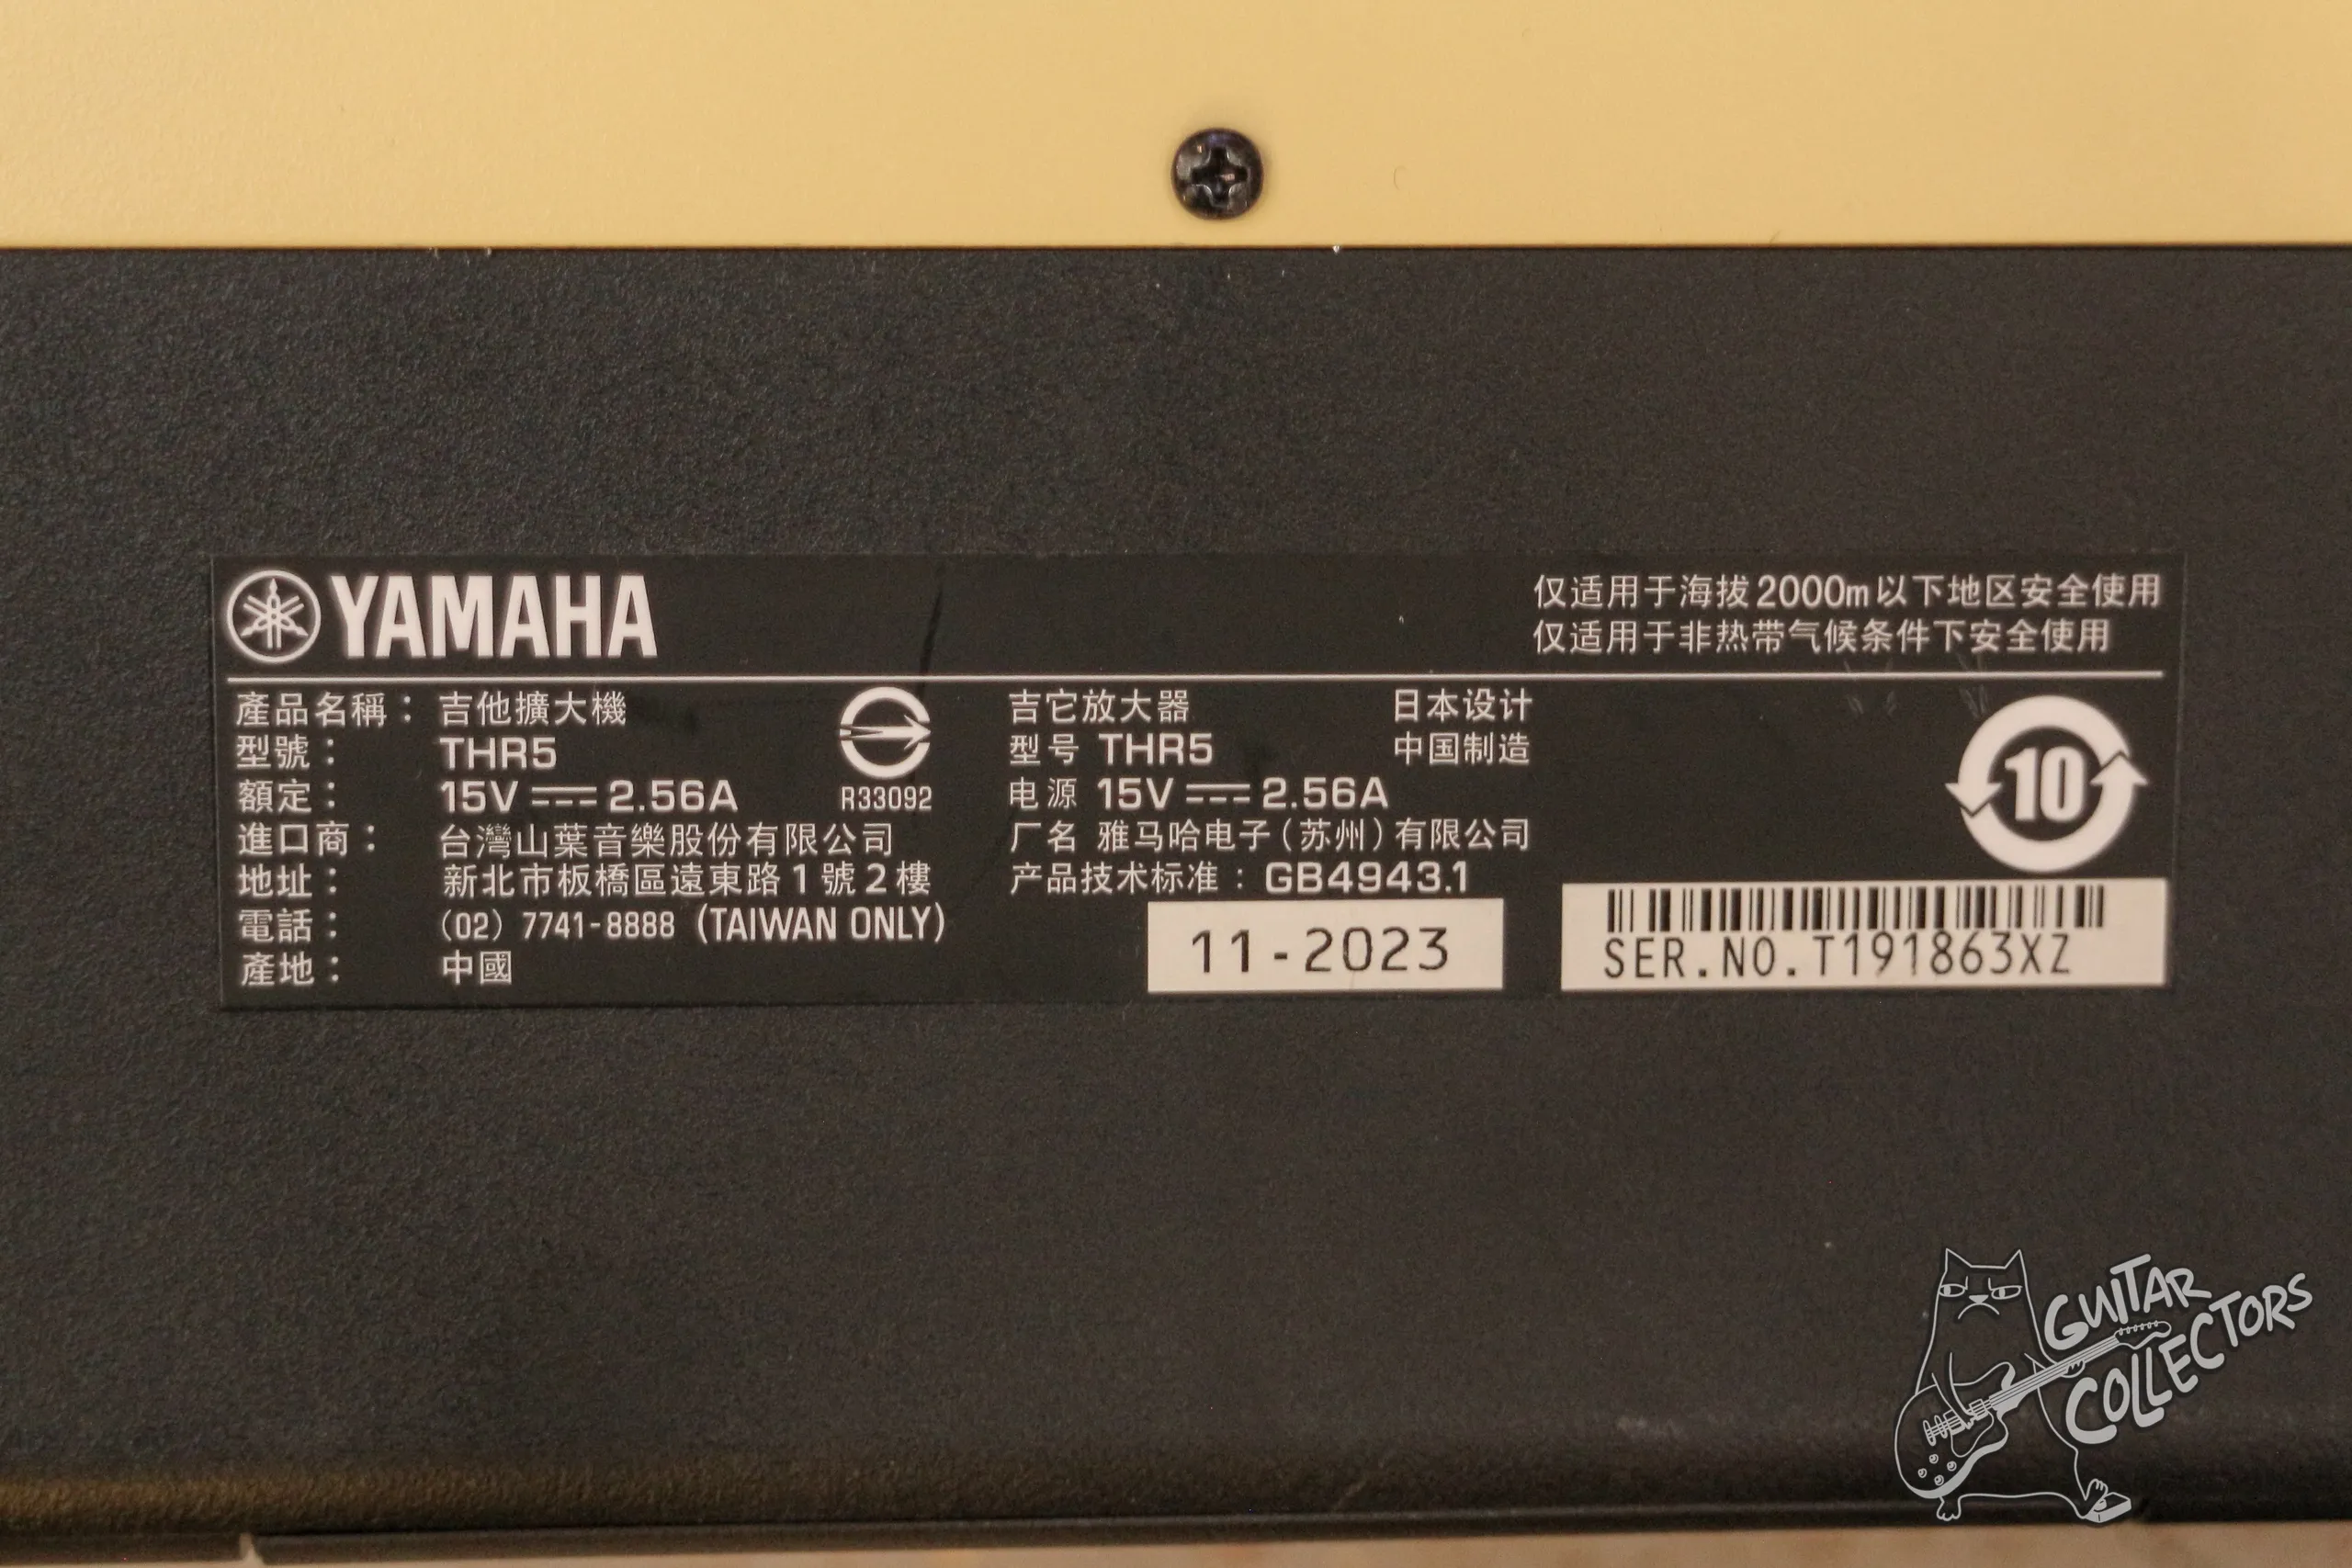 YAMAHA
仅适用于海拔2000m以下地区安全使用
仅适用于非热带气候条件下安全使用
產品名稱： 吉他擴大機
型號： THR5
額定： 15V 2.56A
R33092
進口商： 台灣山葉音樂股份有限公司
地址： 新北市板橋區遠東路1號2樓
電話： (02) 7741-8888 (TAIWAN ONLY)
產地： 中國
吉它放大器 日本设计
型号 THR5 中国制造
电源 15V 2.56A
厂名 雅马哈电子(苏州)有限公司
产品技术标准：GB4943.1
11-2023
10
SER.NO.T191863XZ
GUITAR
COLLECTORS